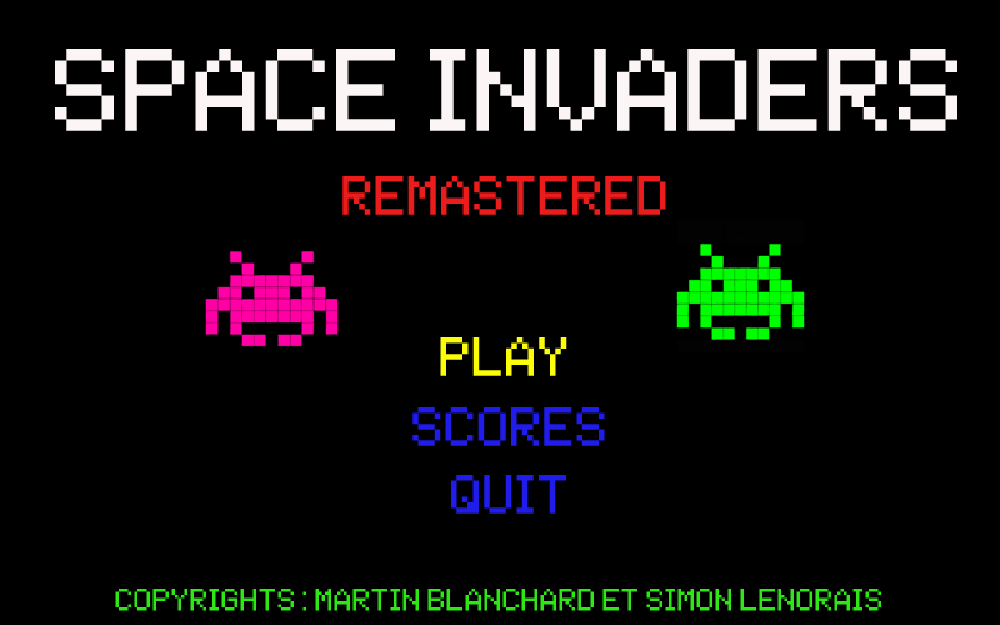 SPACE INVADERS
REMASTERED
PLAY
SCORES
QUIT
COPYRIGHTS : MARTIN BLANCHARD ET SIMON LENORAIS